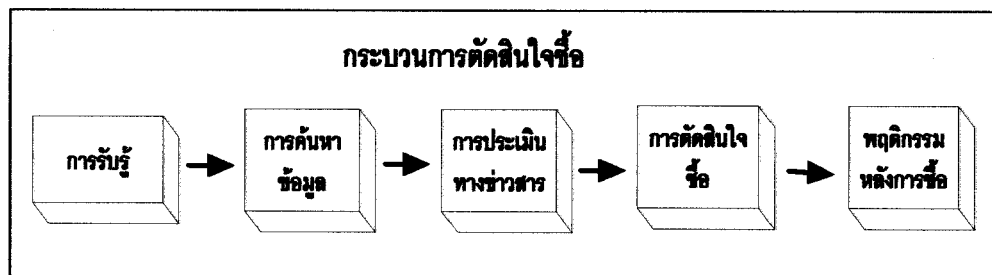 กระบวนการตัดสินใจซื้อ
การรับรู้
การค้นหา
ข้อมูล
การประเมิน
ทางข่าวสาร
การตัดสินใจ
ซื้อ
พฤติกรรม
หลังการซื้อ